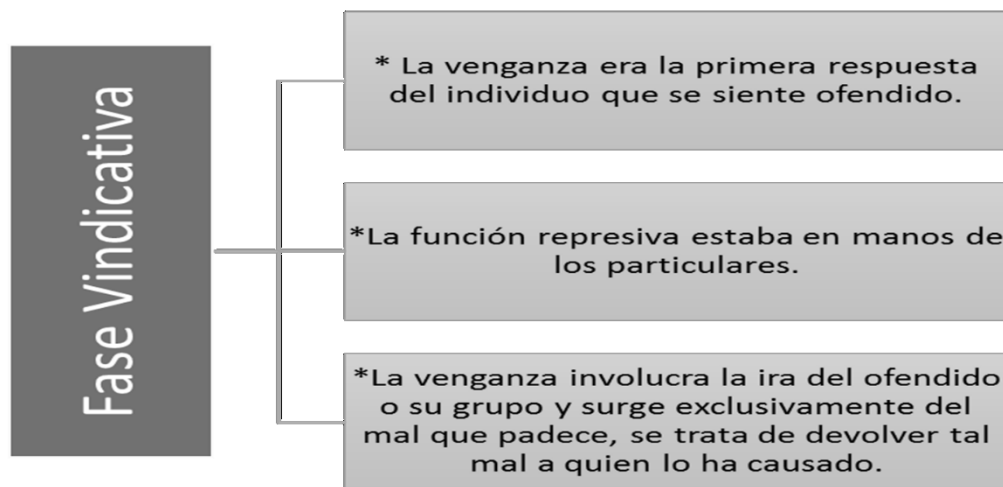 Fase Vindicativa
* La venganza era la primera respuesta
del individuo que se siente ofendido.
*La función represiva estaba en manos de
los particulares.
*La venganza involucra la ira del ofendido
o su grupo y surge exclusivamente del
mal que padece, se trata de devolver tal
mal a quien lo ha causado.